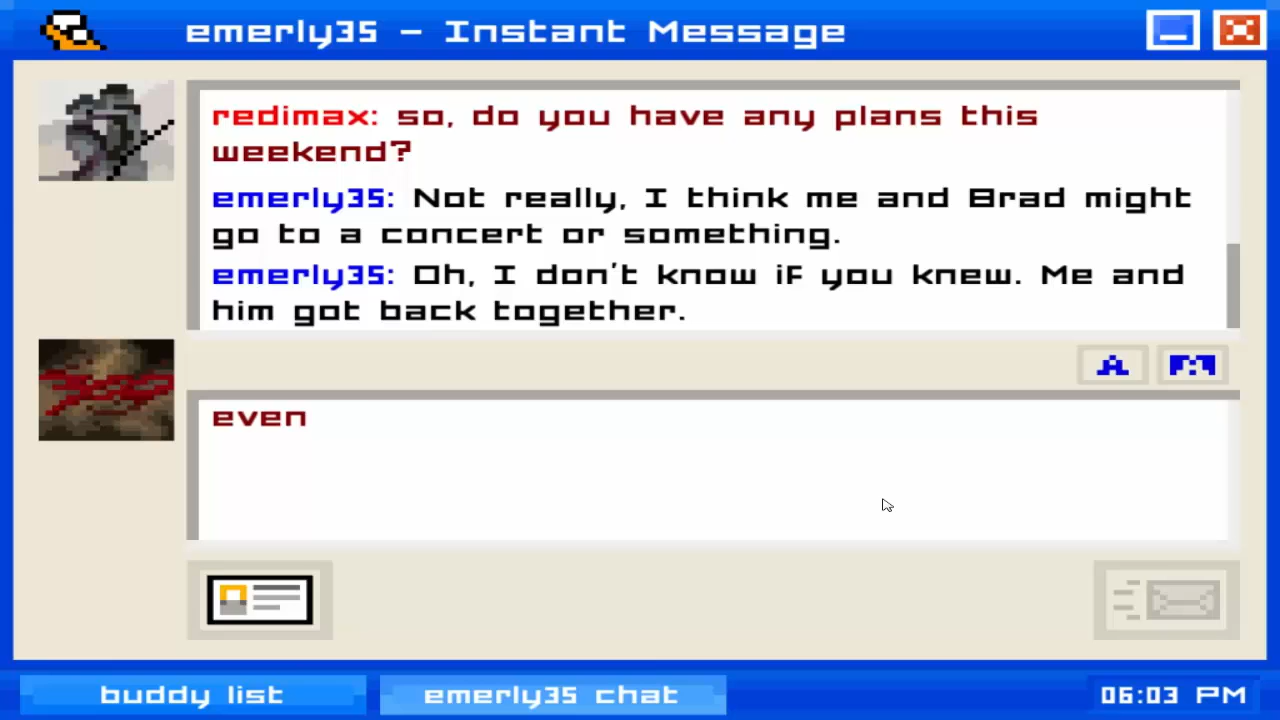 emerly35 - Instant Message
redimax: so, do you have any plans this
weekend?
emerly35: Not really, I think me and Brad might
go to a concert or something.
emerly35: Oh, I don't know if you knew. Me and
him got back together.
A
even
buddy list
emerly35 chat
06:03 PM